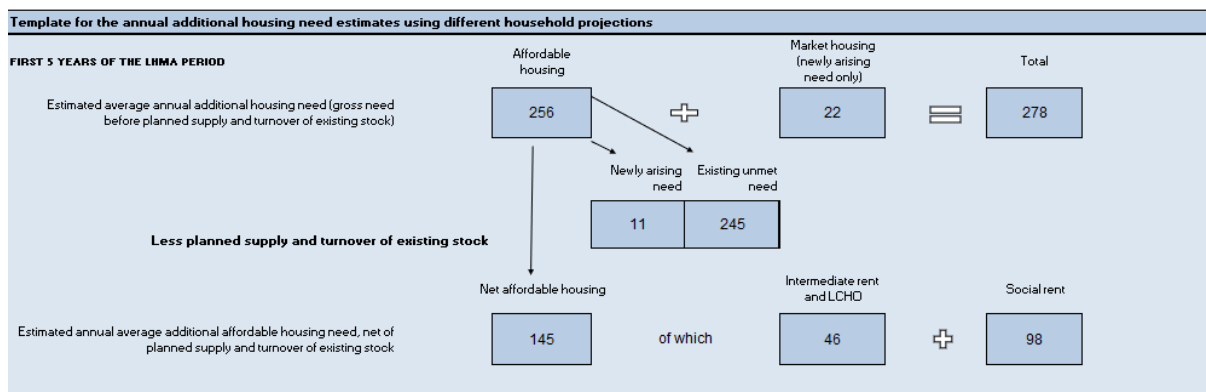 Template for the annual additional housing need estimates using different household projections
FIRST 5 YEARS OF THE LHMA PERIOD
Affordable
housing
Market housing
(newly arising
need only)
Total
Estimated average annual additional housing need (gross need
before planned supply and turnover of existing stock)
256
22
278
Newly arising
need
Existing unmet
need
11
245
Less planned supply and turnover of existing stock
Net affordable housing
Intermediate rent
and LCHO
Social rent
Estimated annual average additional affordable housing need, net of
planned supply and turnover of existing stock
145
of which
46
98